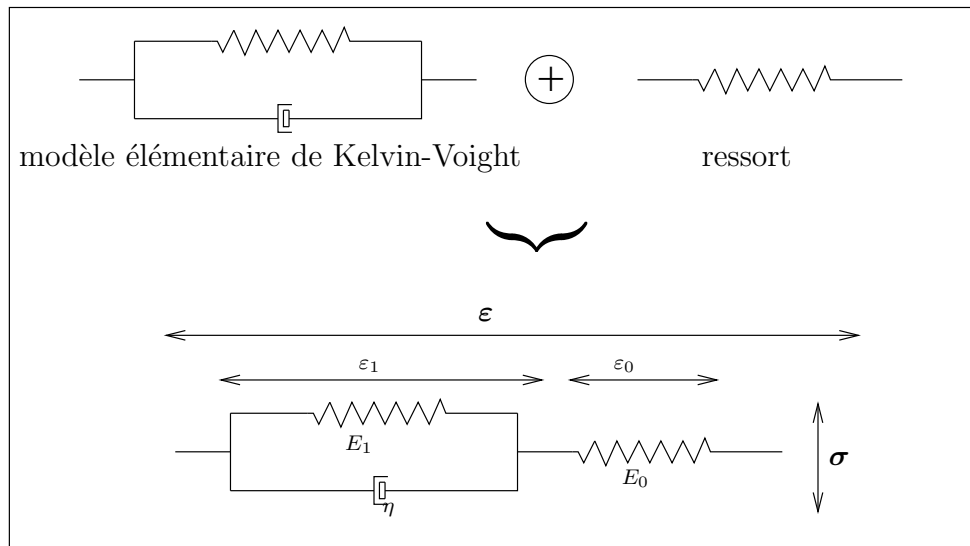 +
modèle élémentaire de Kelvin-Voight ressort
ε
ε₁ ε₀
E₁
E₀ σ
η